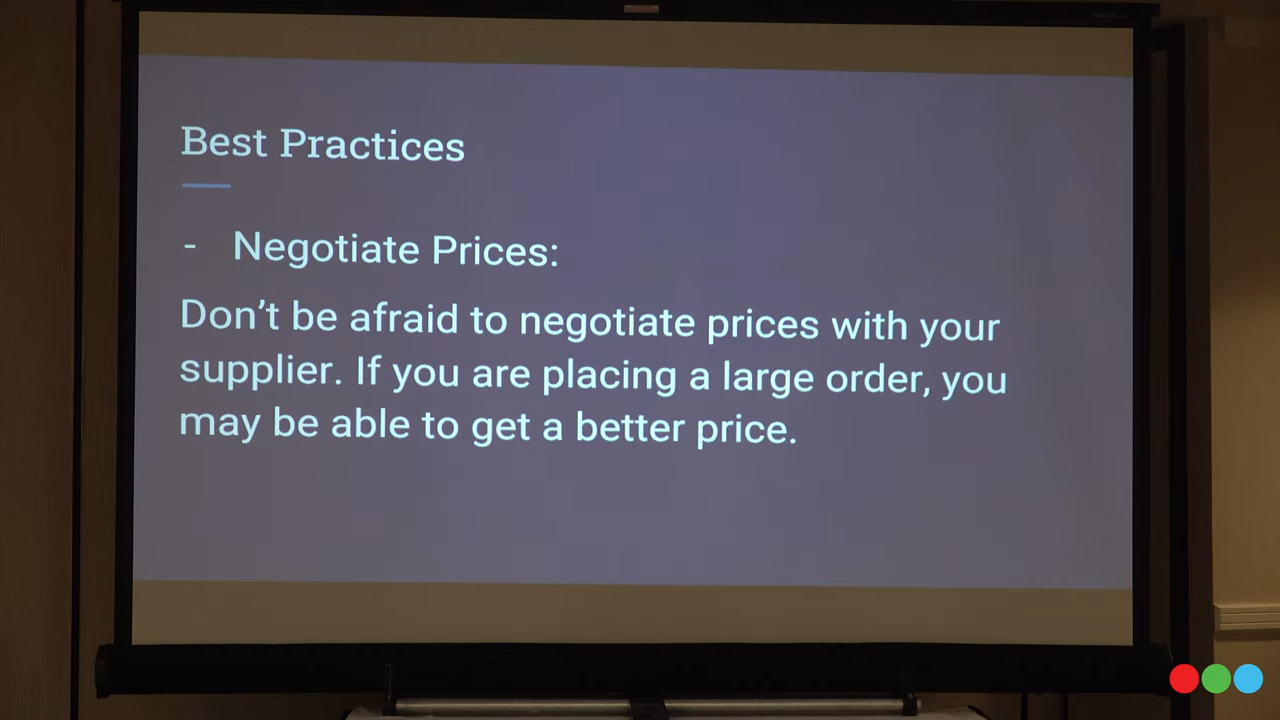 Best Practices
- Negotiate Prices:
Don’t be afraid to negotiate prices with your
supplier. If you are placing a large order, you
may be able to get a better price.